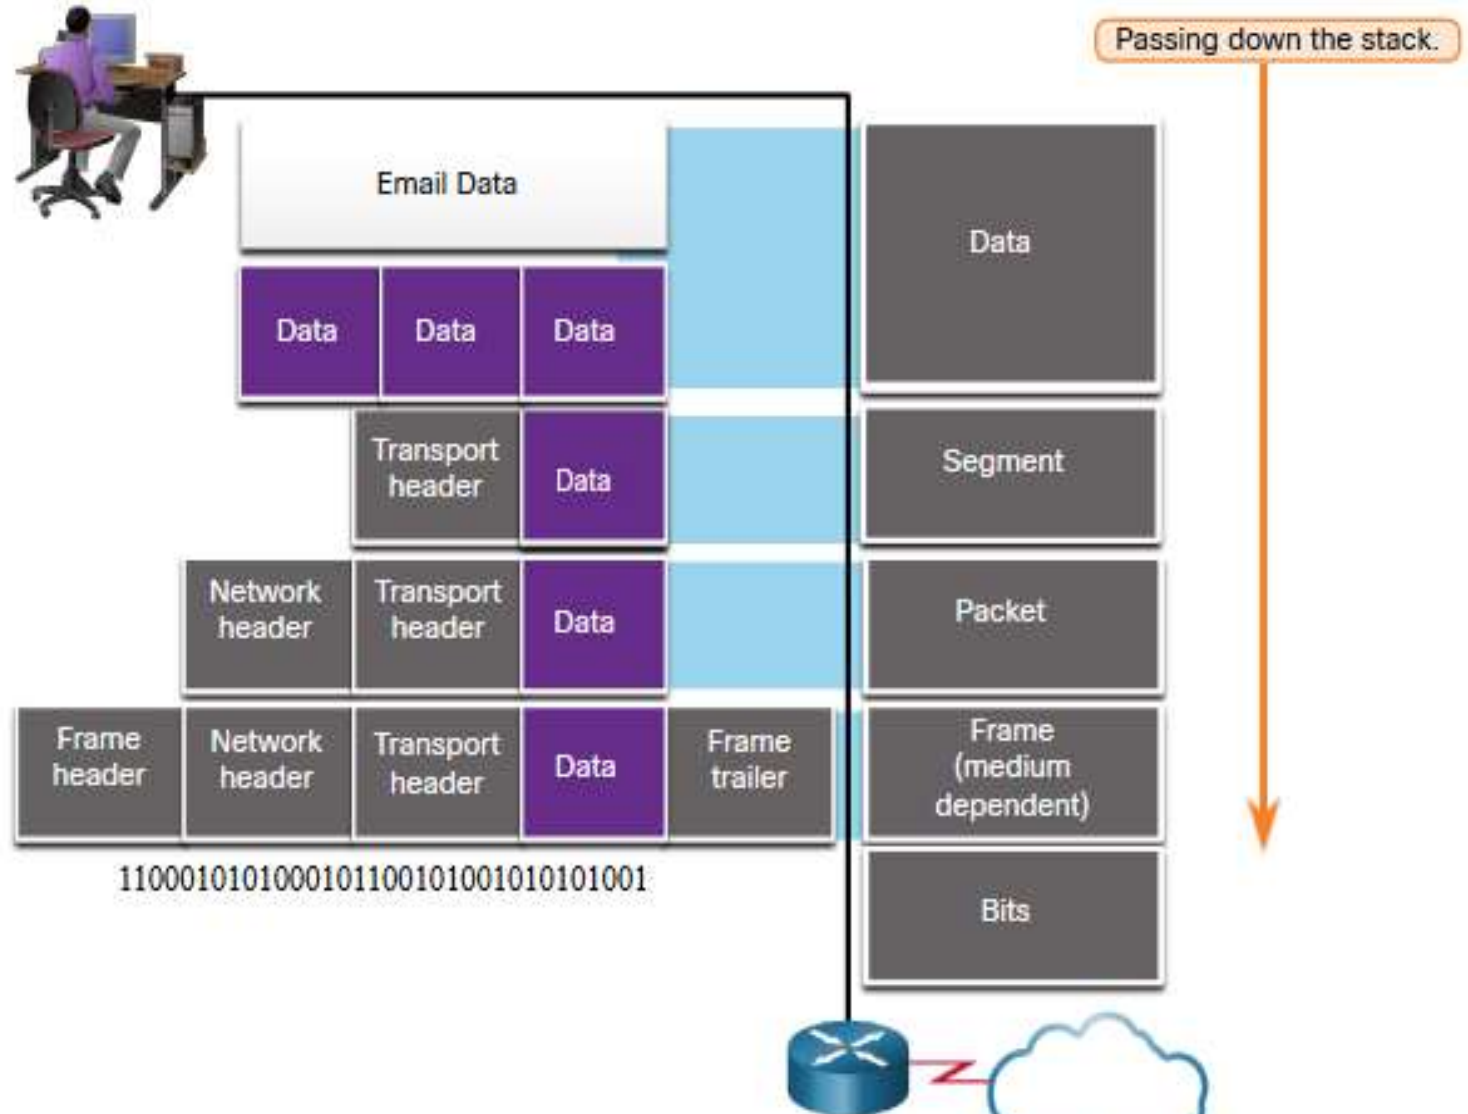 Passing down the stack.
Email Data
Data
Data
Data
Data
Transport
header
Data
Segment
Network
header
Transport
header
Data
Packet
Frame
header
Network
header
Transport
header
Data
Frame
trailer
Frame
(medium
dependent)
1100010101000101100101001010101001
Bits